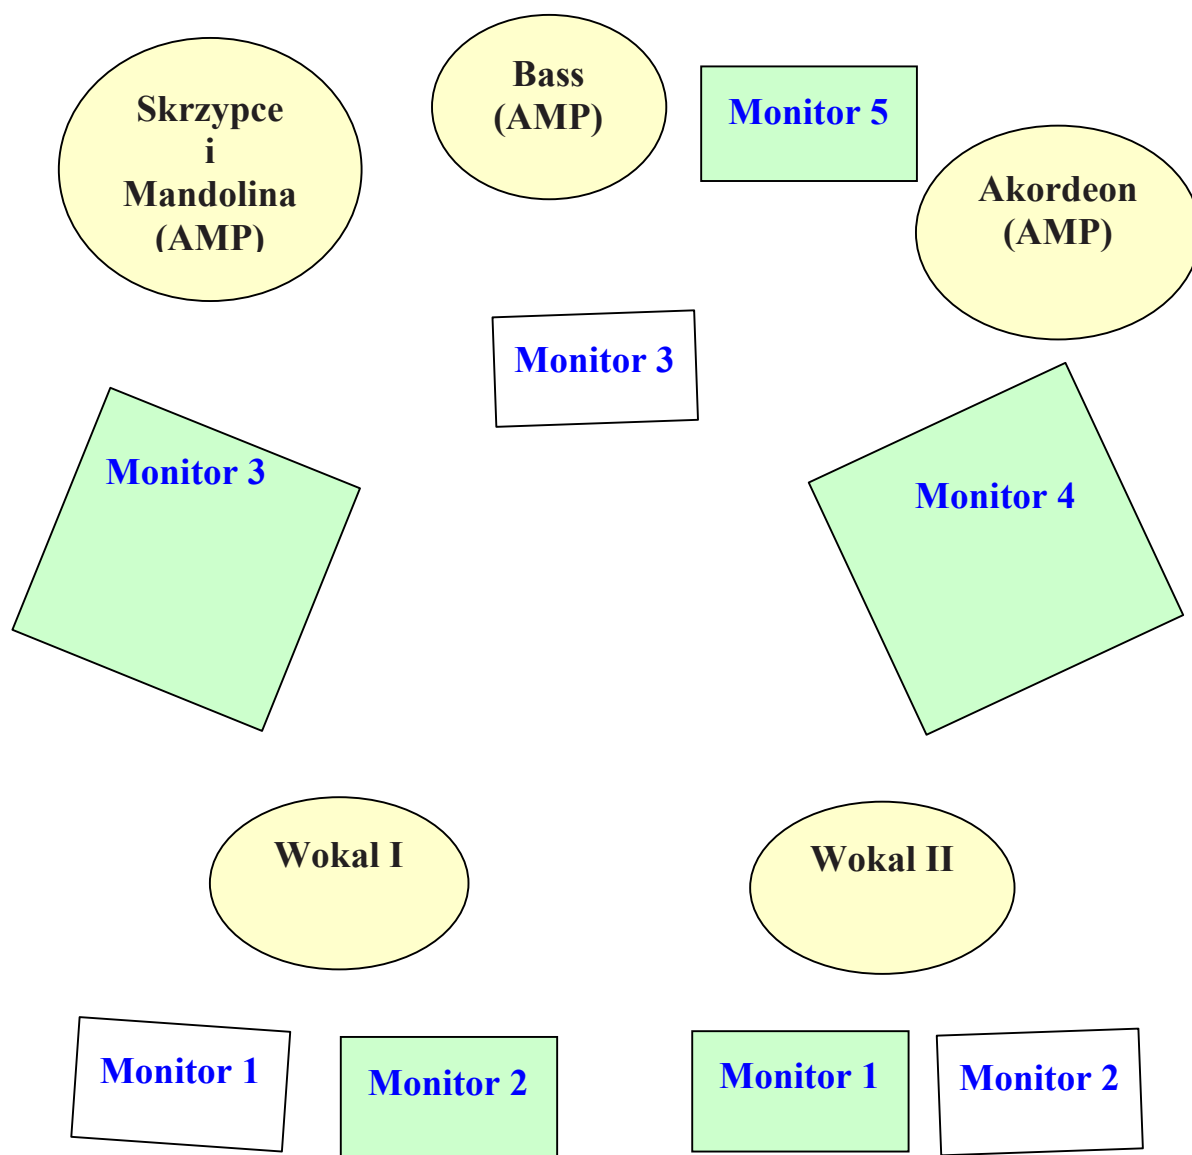 Skrzypce
i
Mandolina
(AMP)
Bass
(AMP)
Monitor 5
Akordeon
(AMP)
Monitor 3
Monitor 3
Monitor 4
Wokal I
Wokal II
Monitor 1
Monitor 2
Monitor 1
Monitor 2